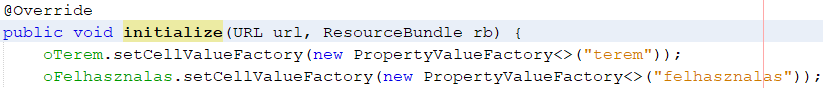 @Override
public void initialize(URL url, ResourceBundle rb) {
oTerem.setCellValueFactory(new PropertyValueFactory<>("terem"));
oFelhasznalas.setCellValueFactory(new PropertyValueFactory<>("felhasznalas"));